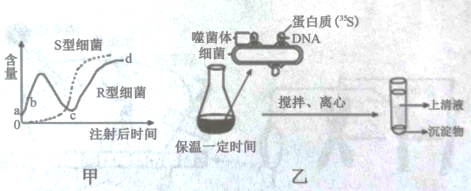 含量
S型细菌
d
a
b
R型细菌
0
c
注射后时间
甲
蛋白质(³⁵S)
噬菌体
DNA
细菌
搅拌、离心
上清液
沉淀物
保温一定时间
乙